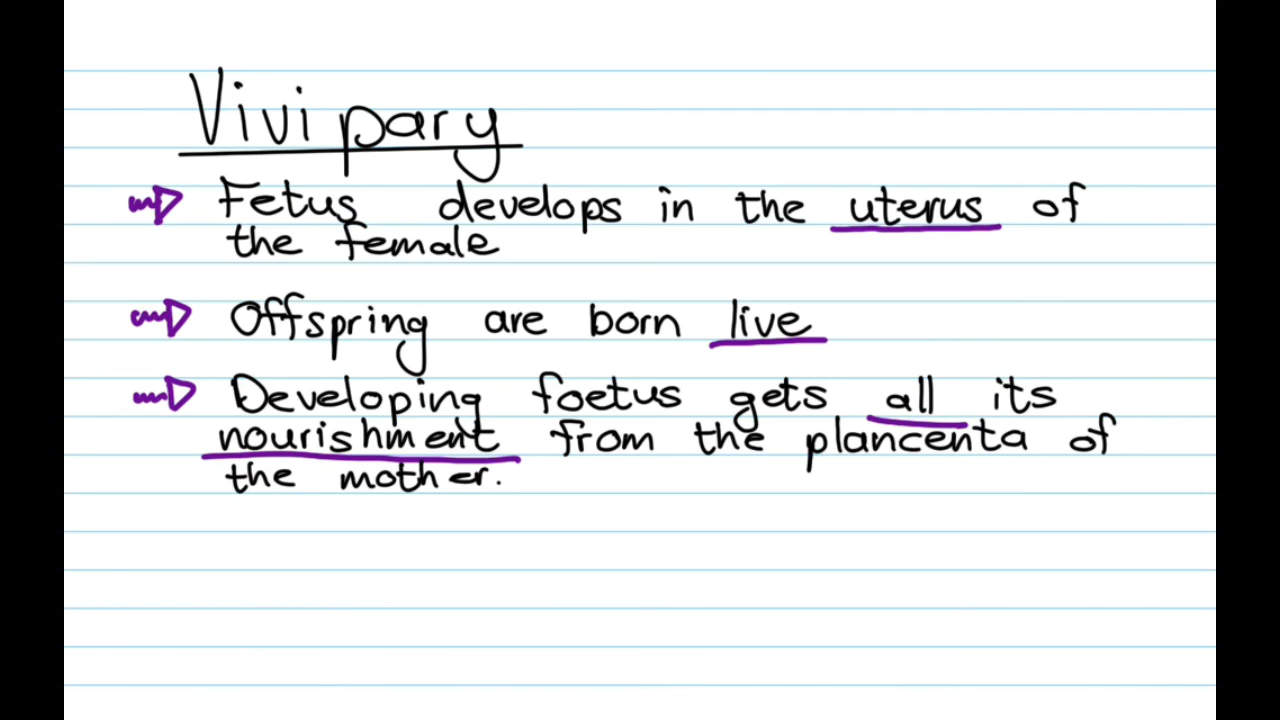 Vivipary
Fetus develops in the uterus of
the female
Offspring are born live
Developing foetus gets all its
nourishment from the plancenta of
the mother.